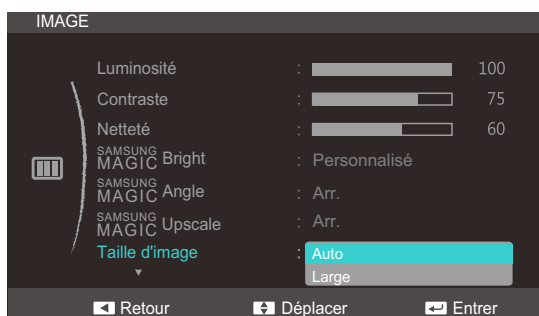 IMAGE
Luminosité : 100
Contraste : 75
Netteté : 60
SAMSUNG MAGIC Bright : Personnalisé
SAMSUNG MAGIC Angle : Arr.
SAMSUNG MAGIC Upscale : Arr.
Taille d'image : Auto
Large
Retour Déplacer Entrer